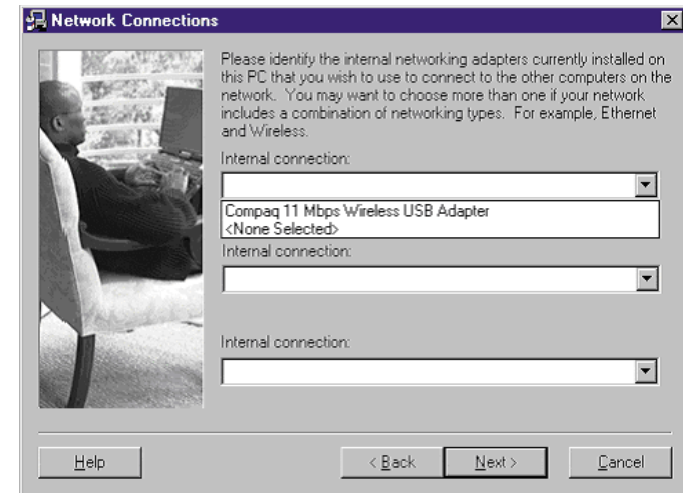 Network Connections
Please identify the internal networking adapters currently installed on
this PC that you wish to use to connect to the other computers on the
network. You may want to choose more than one if your network
includes a combination of networking types. For example, Ethernet
and Wireless.
Internal connection:
Compaq 11 Mbps Wireless USB Adapter
<None Selected>
Internal connection:
Internal connection:
Help
< Back
Next >
Cancel